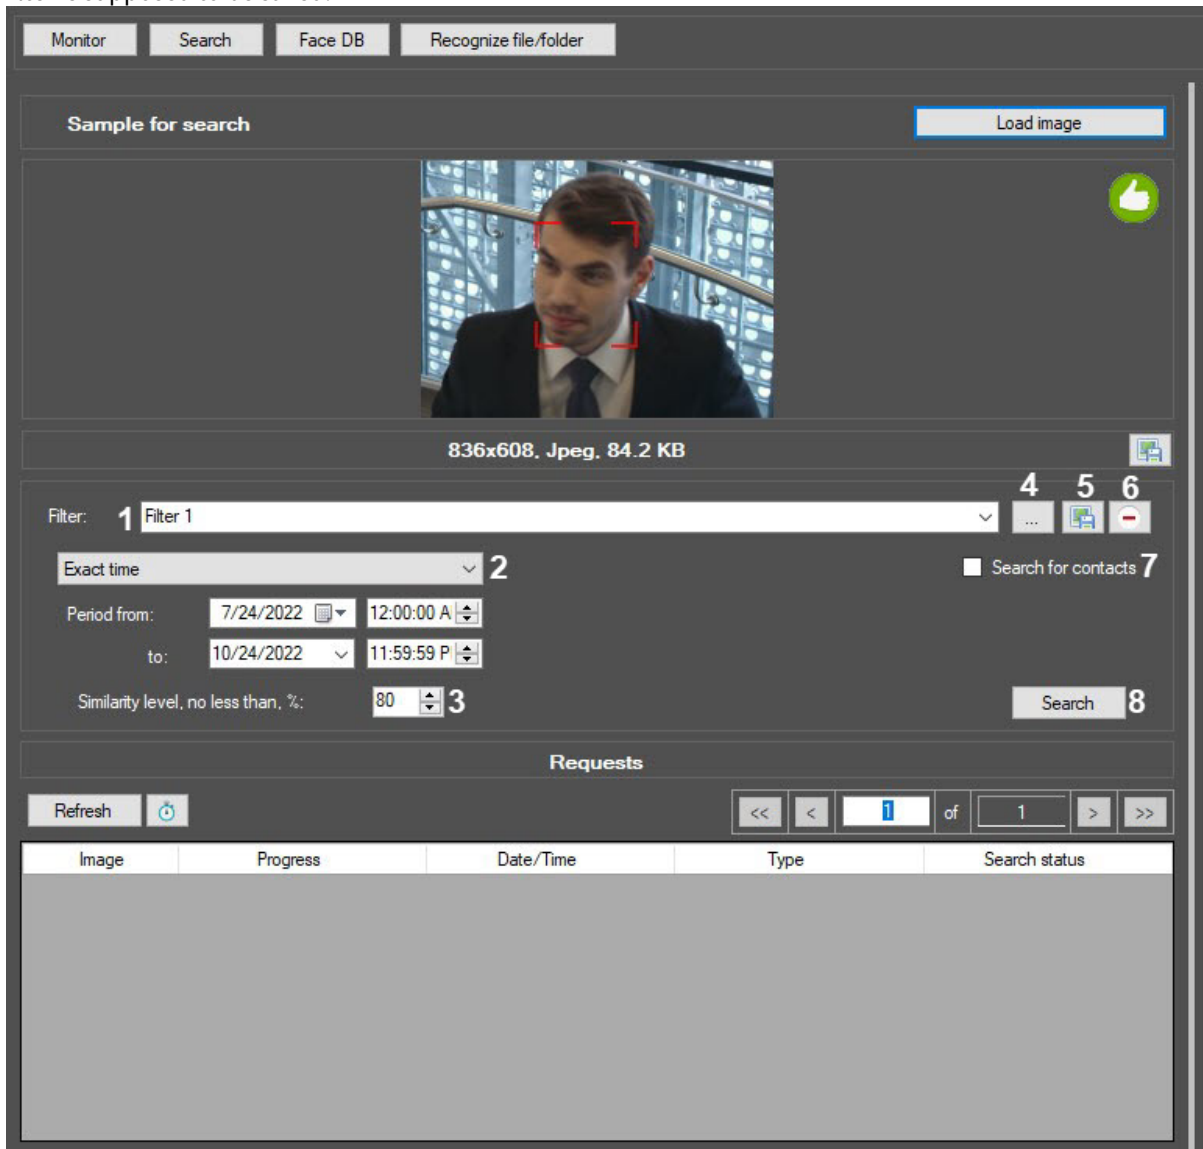 Monitor Search Face DB Recognize file/folder
Sample for search Load image
836x608, Jpeg, 84.2 KB
4 5 6
Filter: 1 Filter 1 ...
Exact time 2 Search for contacts 7
Period from: 7/24/2022 12:00:00 A
to: 10/24/2022 11:59:59 P
Similarity level, no less than, %: 80 3 Search 8
Requests
Refresh << < 1 of 1 > >>
Image Progress Date/Time Type Search status